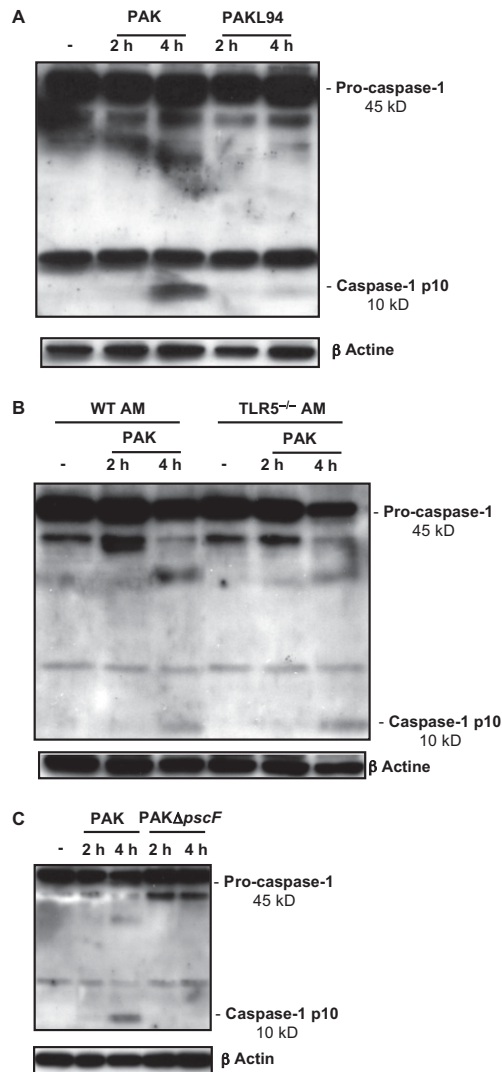 A
PAK PAKL94
- 2 h 4 h 2 h 4 h
- Pro-caspase-1
45 kD
- Caspase-1 p10
10 kD
β Actine
B
WT AM TLR5–/– AM
PAK PAK
- 2 h 4 h - 2 h 4 h
- Pro-caspase-1
45 kD
- Caspase-1 p10
10 kD
β Actine
C
PAK PAKΔpscF
- 2 h 4 h 2 h 4 h
- Pro-caspase-1
45 kD
- Caspase-1 p10
10 kD
β Actin